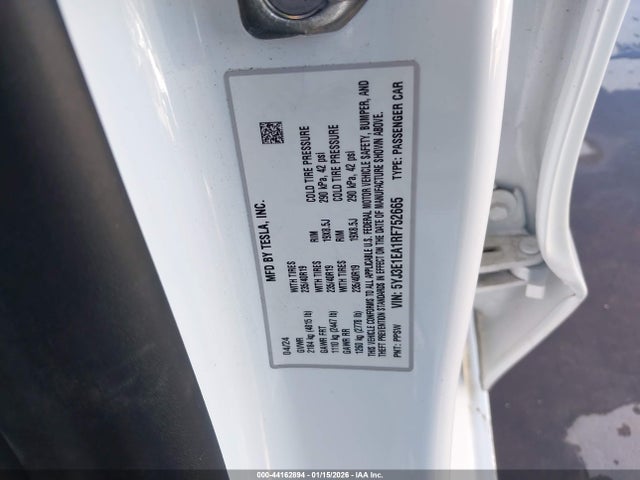 MFD BY TESLA, INC.
04/24
GVWR
2184 kg (4815 lb)
WITH TIRES
235/40R19
RIM
19X8.5J
COLD TIRE PRESSURE
290 kPa, 42 psi
GAWR FRT
1110 kg (2447 lb)
WITH TIRES
235/40R19
RIM
19X8.5J
COLD TIRE PRESSURE
290 kPa, 42 psi
GAWR RR
1260 kg (2778 lb)
WITH TIRES
235/40R19
RIM
19X8.5J
COLD TIRE PRESSURE
290 kPa, 42 psi
THIS VEHICLE CONFORMS TO ALL APPLICABLE U.S. FEDERAL MOTOR VEHICLE SAFETY, BUMPER, AND
THEFT PREVENTION STANDARDS IN EFFECT ON THE DATE OF MANUFACTURE SHOWN ABOVE.
VIN: 5YJ3E1EA1RF752665 TYPE: PASSENGER CAR
PNT: PPSW
000-44162894 - 01/15/2026 - IAA Inc.